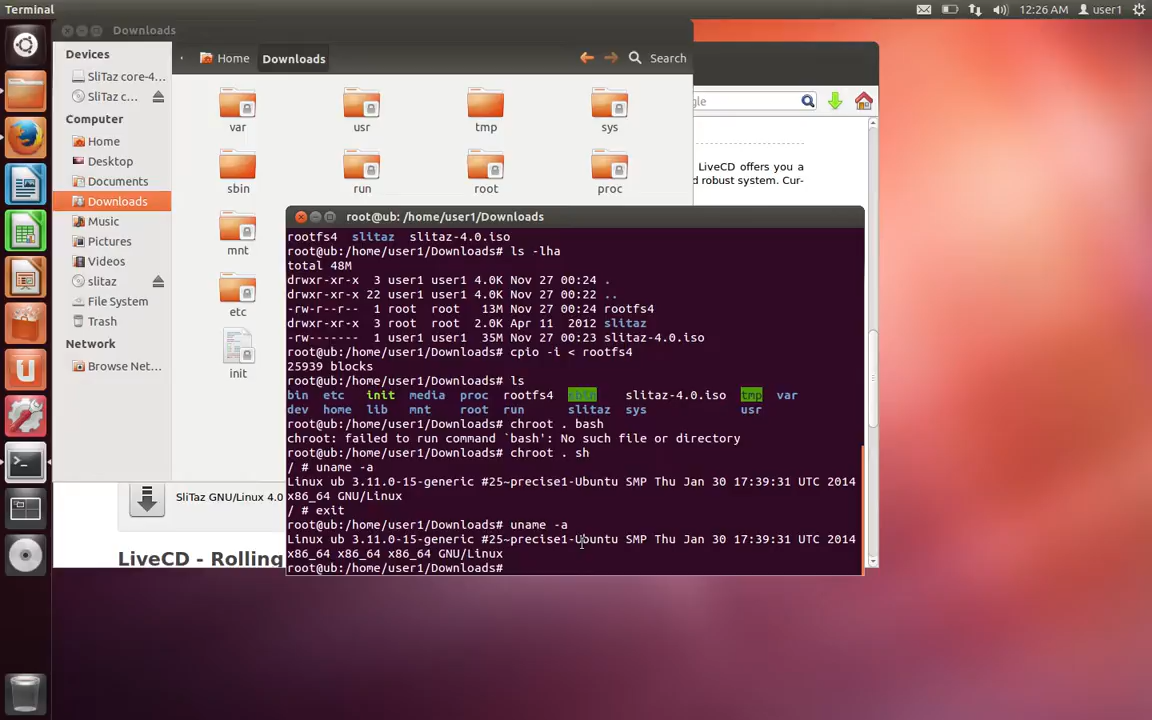 Terminal
12:26 AM
user1
Downloads
Devices
SliTaz core-4...
SliTaz c...
Computer
Home
Desktop
Documents
Downloads
Music
Pictures
Videos
slitaz
File System
Trash
Network
Browse Net...
Home
Downloads
Search
var
usr
tmp
sys
sbin
run
root
proc
mnt
etc
init
gle
LiveCD offers you a
d robust system. Cur-
SliTaz GNU/Linux 4.0
LiveCD - Rolling
root@ub: /home/user1/Downloads
rootfs4 slitaz slitaz-4.0.iso
root@ub:/home/user1/Downloads# ls -lha
total 48M
drwxr-xr-x 3 user1 user1 4.0K Nov 27 00:24 .
drwxr-xr-x 22 user1 user1 4.0K Nov 27 00:22 ..
-rw-r--r-- 1 root root 13M Nov 27 00:24 rootfs4
drwxr-xr-x 3 root root 2.0K Apr 11 2012 slitaz
-rw------- 1 root root 35M Nov 27 00:23 slitaz-4.0.iso
root@ub:/home/user1/Downloads# cpio -i < rootfs4
25939 blocks
root@ub:/home/user1/Downloads# ls
bin etc init media proc rootfs4 sbin slitaz-4.0.iso tmp var
dev home lib mnt root run slitaz sys usr
root@ub:/home/user1/Downloads# chroot . bash
chroot: failed to run command `bash': No such file or directory
root@ub:/home/user1/Downloads# chroot . sh
/ # uname -a
Linux ub 3.11.0-15-generic #25~precise1-Ubuntu SMP Thu Jan 30 17:39:31 UTC 2014
x86_64 GNU/Linux
/ # exit
root@ub:/home/user1/Downloads# uname -a
Linux ub 3.11.0-15-generic #25~precise1-Ubuntu SMP Thu Jan 30 17:39:31 UTC 2014
x86_64 x86_64 x86_64 GNU/Linux
root@ub:/home/user1/Downloads#